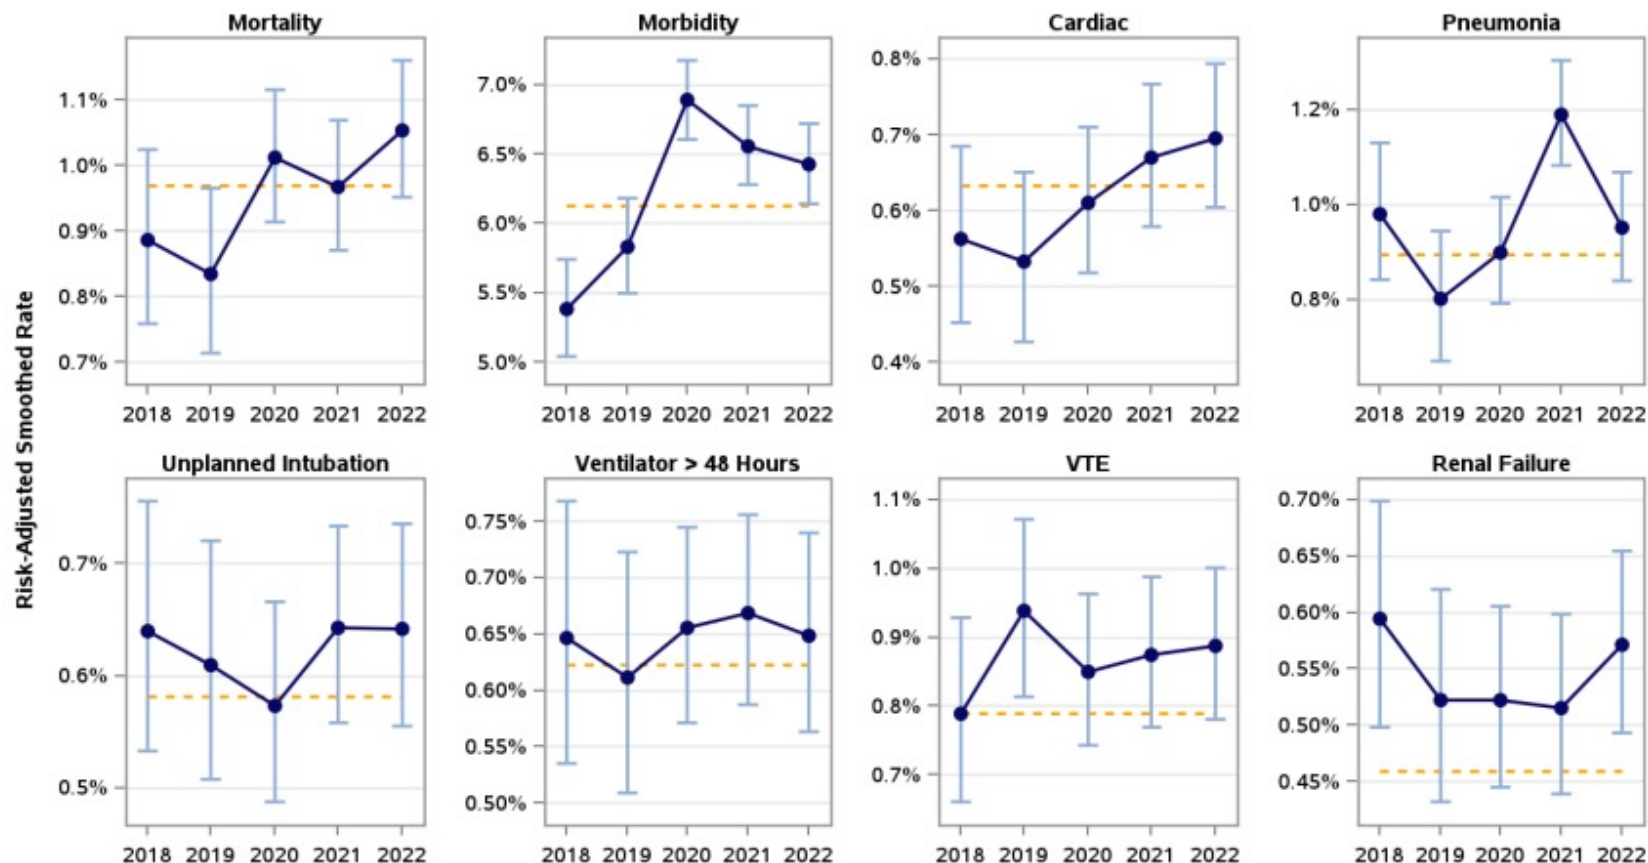 Risk-Adjusted Smoothed Rate
Mortality
1.1%
1.0%
0.9%
0.8%
0.7%
2018 2019 2020 2021 2022
Morbidity
7.0%
6.5%
6.0%
5.5%
5.0%
2018 2019 2020 2021 2022
Cardiac
0.8%
0.7%
0.6%
0.5%
0.4%
2018 2019 2020 2021 2022
Pneumonia
1.2%
1.0%
0.8%
2018 2019 2020 2021 2022
Unplanned Intubation
0.7%
0.6%
0.5%
2018 2019 2020 2021 2022
Ventilator > 48 Hours
0.75%
0.70%
0.65%
0.60%
0.55%
0.50%
2018 2019 2020 2021 2022
VTE
1.1%
1.0%
0.9%
0.8%
0.7%
2018 2019 2020 2021 2022
Renal Failure
0.70%
0.65%
0.60%
0.55%
0.50%
0.45%
2018 2019 2020 2021 2022